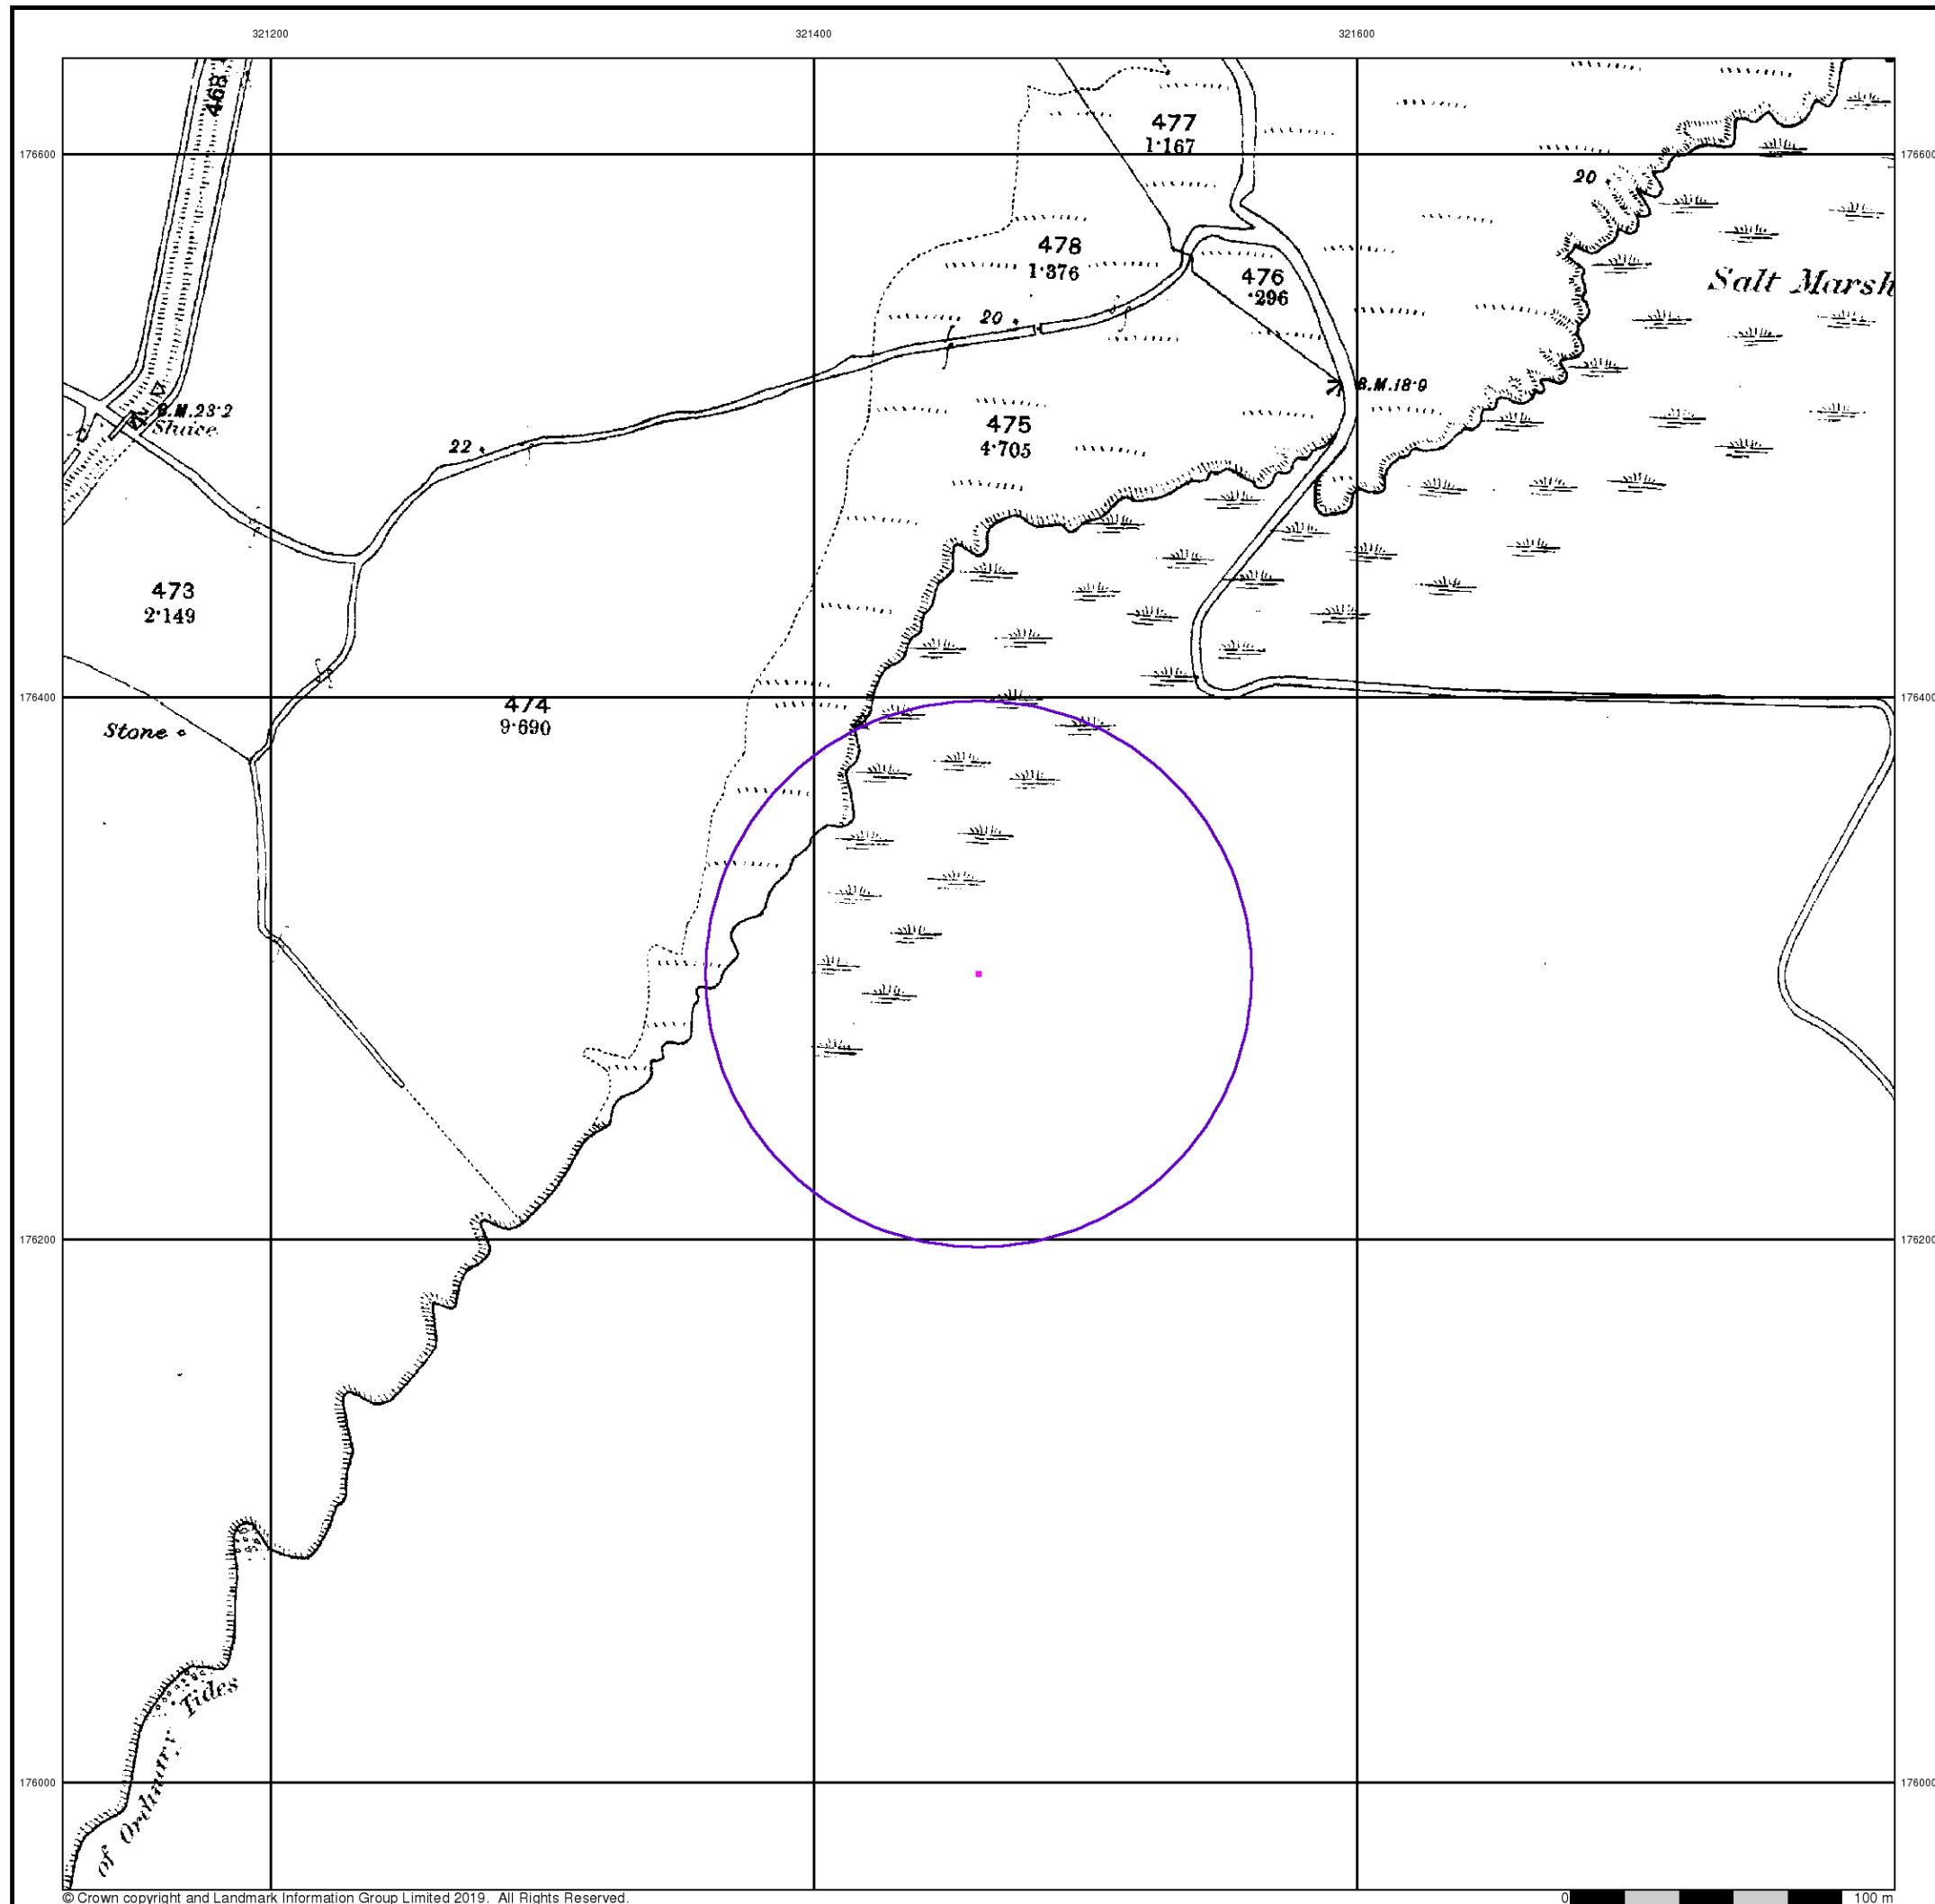 321200 321400 321600
468
477
1·167
176600 176600
20
478
1·376
476
·296
Salt Marsh
20
B.M.18·9
B.M.23·2
Sluice
475
4·705
22
473
2·149
176400 176400
474
9·690
Stone
176200 176200
of Ordinary Tides
176000 176000
© Crown copyright and Landmark Information Group Limited 2019. All Rights Reserved.
0 100 m